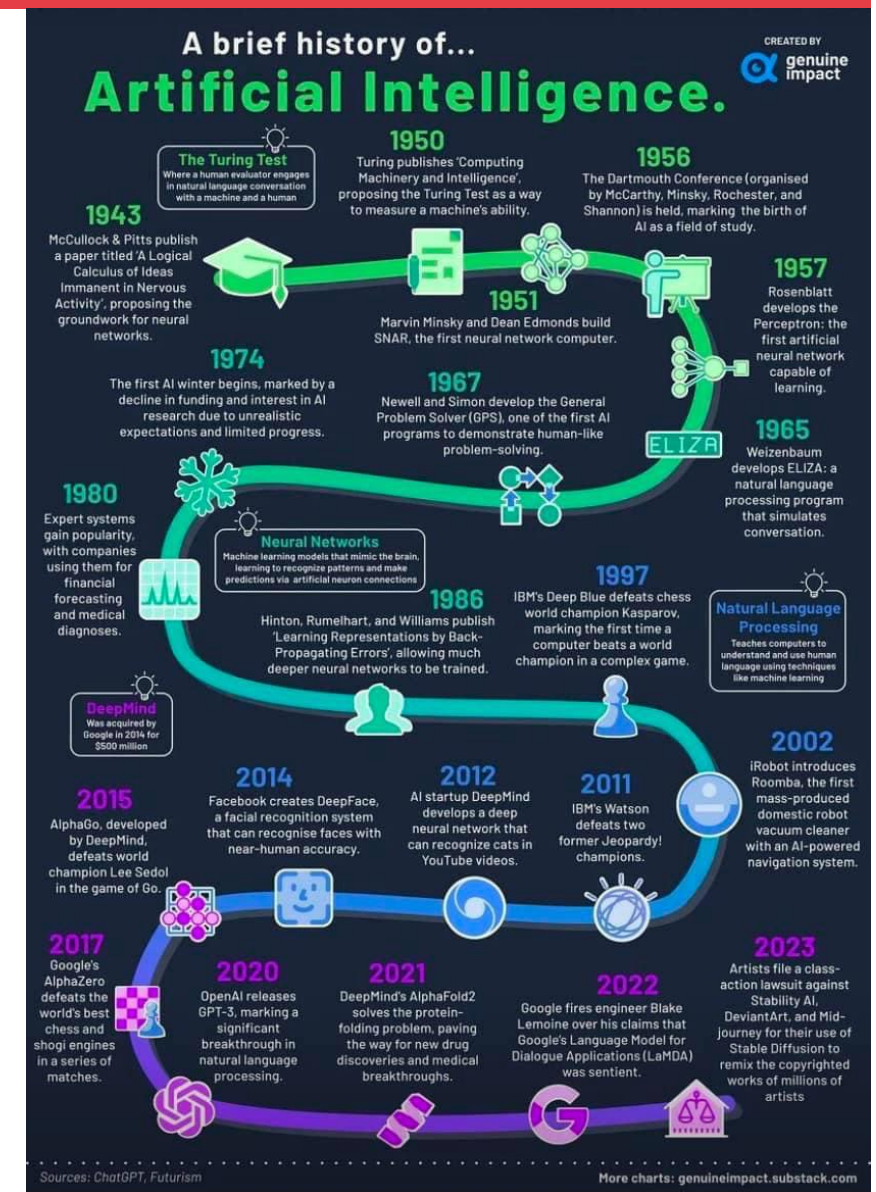 A brief history of...
Artificial Intelligence.
CREATED BY
genuine
impact
The Turing Test
Where a human evaluator engages
in natural language conversation
with a machine and a human
1943
McCullock & Pitts publish
a paper titled ‘A Logical
Calculus of Ideas
Immanent in Nervous
Activity’, proposing the
groundwork for neural
networks.
1950
Turing publishes ‘Computing
Machinery and Intelligence’,
proposing the Turing Test as a way
to measure a machine’s ability.
1951
Marvin Minsky and Dean Edmonds build
SNAR, the first neural network computer.
1956
The Dartmouth Conference (organised
by McCarthy, Minsky, Rochester, and
Shannon) is held, marking the birth of
AI as a field of study.
1957
Rosenblatt
develops the
Perceptron: the
first artificial
neural network
capable of
learning.
1965
Weizenbaum
develops ELIZA: a
natural language
processing program
that simulates
conversation.
ELIZA
1967
Newell and Simon develop the General
Problem Solver (GPS), one of the first AI
programs to demonstrate human-like
problem-solving.
1974
The first AI winter begins, marked by a
decline in funding and interest in AI
research due to unrealistic
expectations and limited progress.
1980
Expert systems
gain popularity,
with companies
using them for
financial
forecasting
and medical
diagnoses.
Neural Networks
Machine learning models that mimic the brain,
learning to recognize patterns and make
predictions via artificial neuron connections
1986
Hinton, Rumelhart, and Williams publish
‘Learning Representations by Back-
Propagating Errors’, allowing much
deeper neural networks to be trained.
1997
IBM’s Deep Blue defeats chess
world champion Kasparov,
marking the first time a
computer beats a world
champion in a complex game.
Natural Language
Processing
Teaches computers to
understand and use human
language using techniques
like machine learning
2002
iRobot introduces
Roomba, the first
mass-produced
domestic robot
vacuum cleaner
with an AI-powered
navigation system.
2011
IBM’s Watson
defeats two
former Jeopardy!
champions.
2012
AI startup DeepMind
develops a deep
neural network that
can recognize cats in
YouTube videos.
2014
Facebook creates DeepFace,
a facial recognition system
that can recognise faces with
near-human accuracy.
DeepMind
Was acquired by
Google in 2014 for
$500 million
2015
AlphaGo, developed
by DeepMind,
defeats world
champion Lee Sedol
in the game of Go.
2017
Google’s
AlphaZero
defeats the
world’s best
chess and
shogi engines
in a series of
matches.
2020
OpenAI releases
GPT-3, marking a
significant
breakthrough in
natural language
processing.
2021
DeepMind’s AlphaFold2
solves the protein-
folding problem, paving
the way for new drug
discoveries and medical
breakthroughs.
2022
Google fires engineer Blake
Lemoine over his claims that
Google’s Language Model for
Dialogue Applications (LaMDA)
was sentient.
2023
Artists file a class-
action lawsuit against
Stability AI,
DeviantArt, and Mid-
journey for their use of
Stable Diffusion to
remix the copyrighted
works of millions of
artists
Sources: ChatGPT, Futurism
More charts: genuineimpact.substack.com